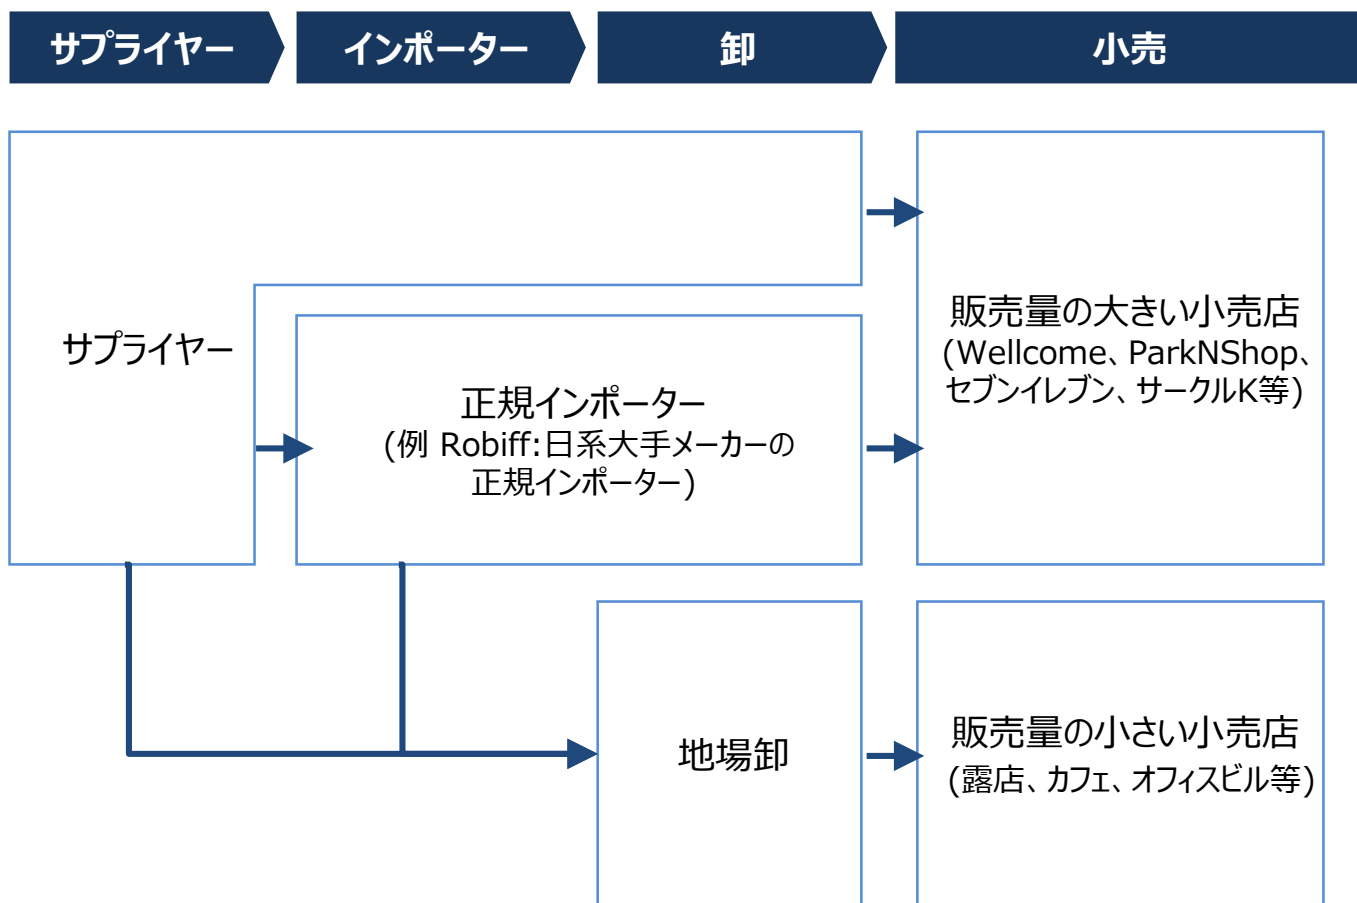 サプライヤー
インポーター
卸
小売
サプライヤー
正規インポーター
(例 Robiff:日系大手メーカーの
正規インポーター)
販売量の大きい小売店
(Wellcome、ParkNShop、
セブンイレブン、サークルK等)
地場卸
販売量の小さい小売店
(露店、カフェ、オフィスビル等)